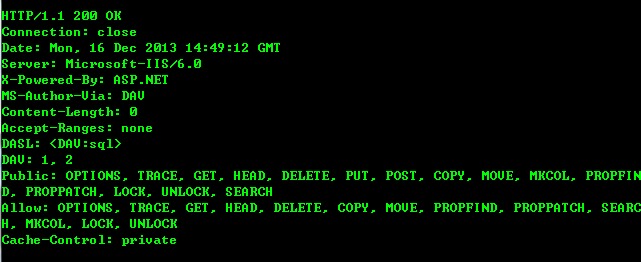 HTTP/1.1 200 OK
Connection: close
Date: Mon, 16 Dec 2013 14:49:12 GMT
Server: Microsoft-IIS/6.0
X-Powered-By: ASP.NET
MS-Author-Via: DAV
Content-Length: 0
Accept-Ranges: none
DASL: <DAV:sql>
DAV: 1, 2
Public: OPTIONS, TRACE, GET, HEAD, DELETE, PUT, POST, COPY, MOVE, MKCOL, PROPFIN
D, PROPPATCH, LOCK, UNLOCK, SEARCH
Allow: OPTIONS, TRACE, GET, HEAD, DELETE, COPY, MOVE, PROPFIND, PROPPATCH, SEARC
H, MKCOL, LOCK, UNLOCK
Cache-Control: private